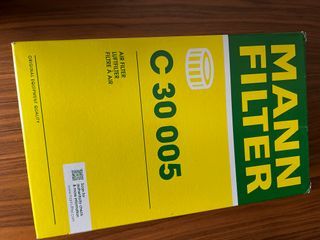 MANN
FILTER
AIR FILTER
LUFTFILTER
FILTRE À AIR
C 30 005
ORIGINAL EQUIPMENT QUALITY